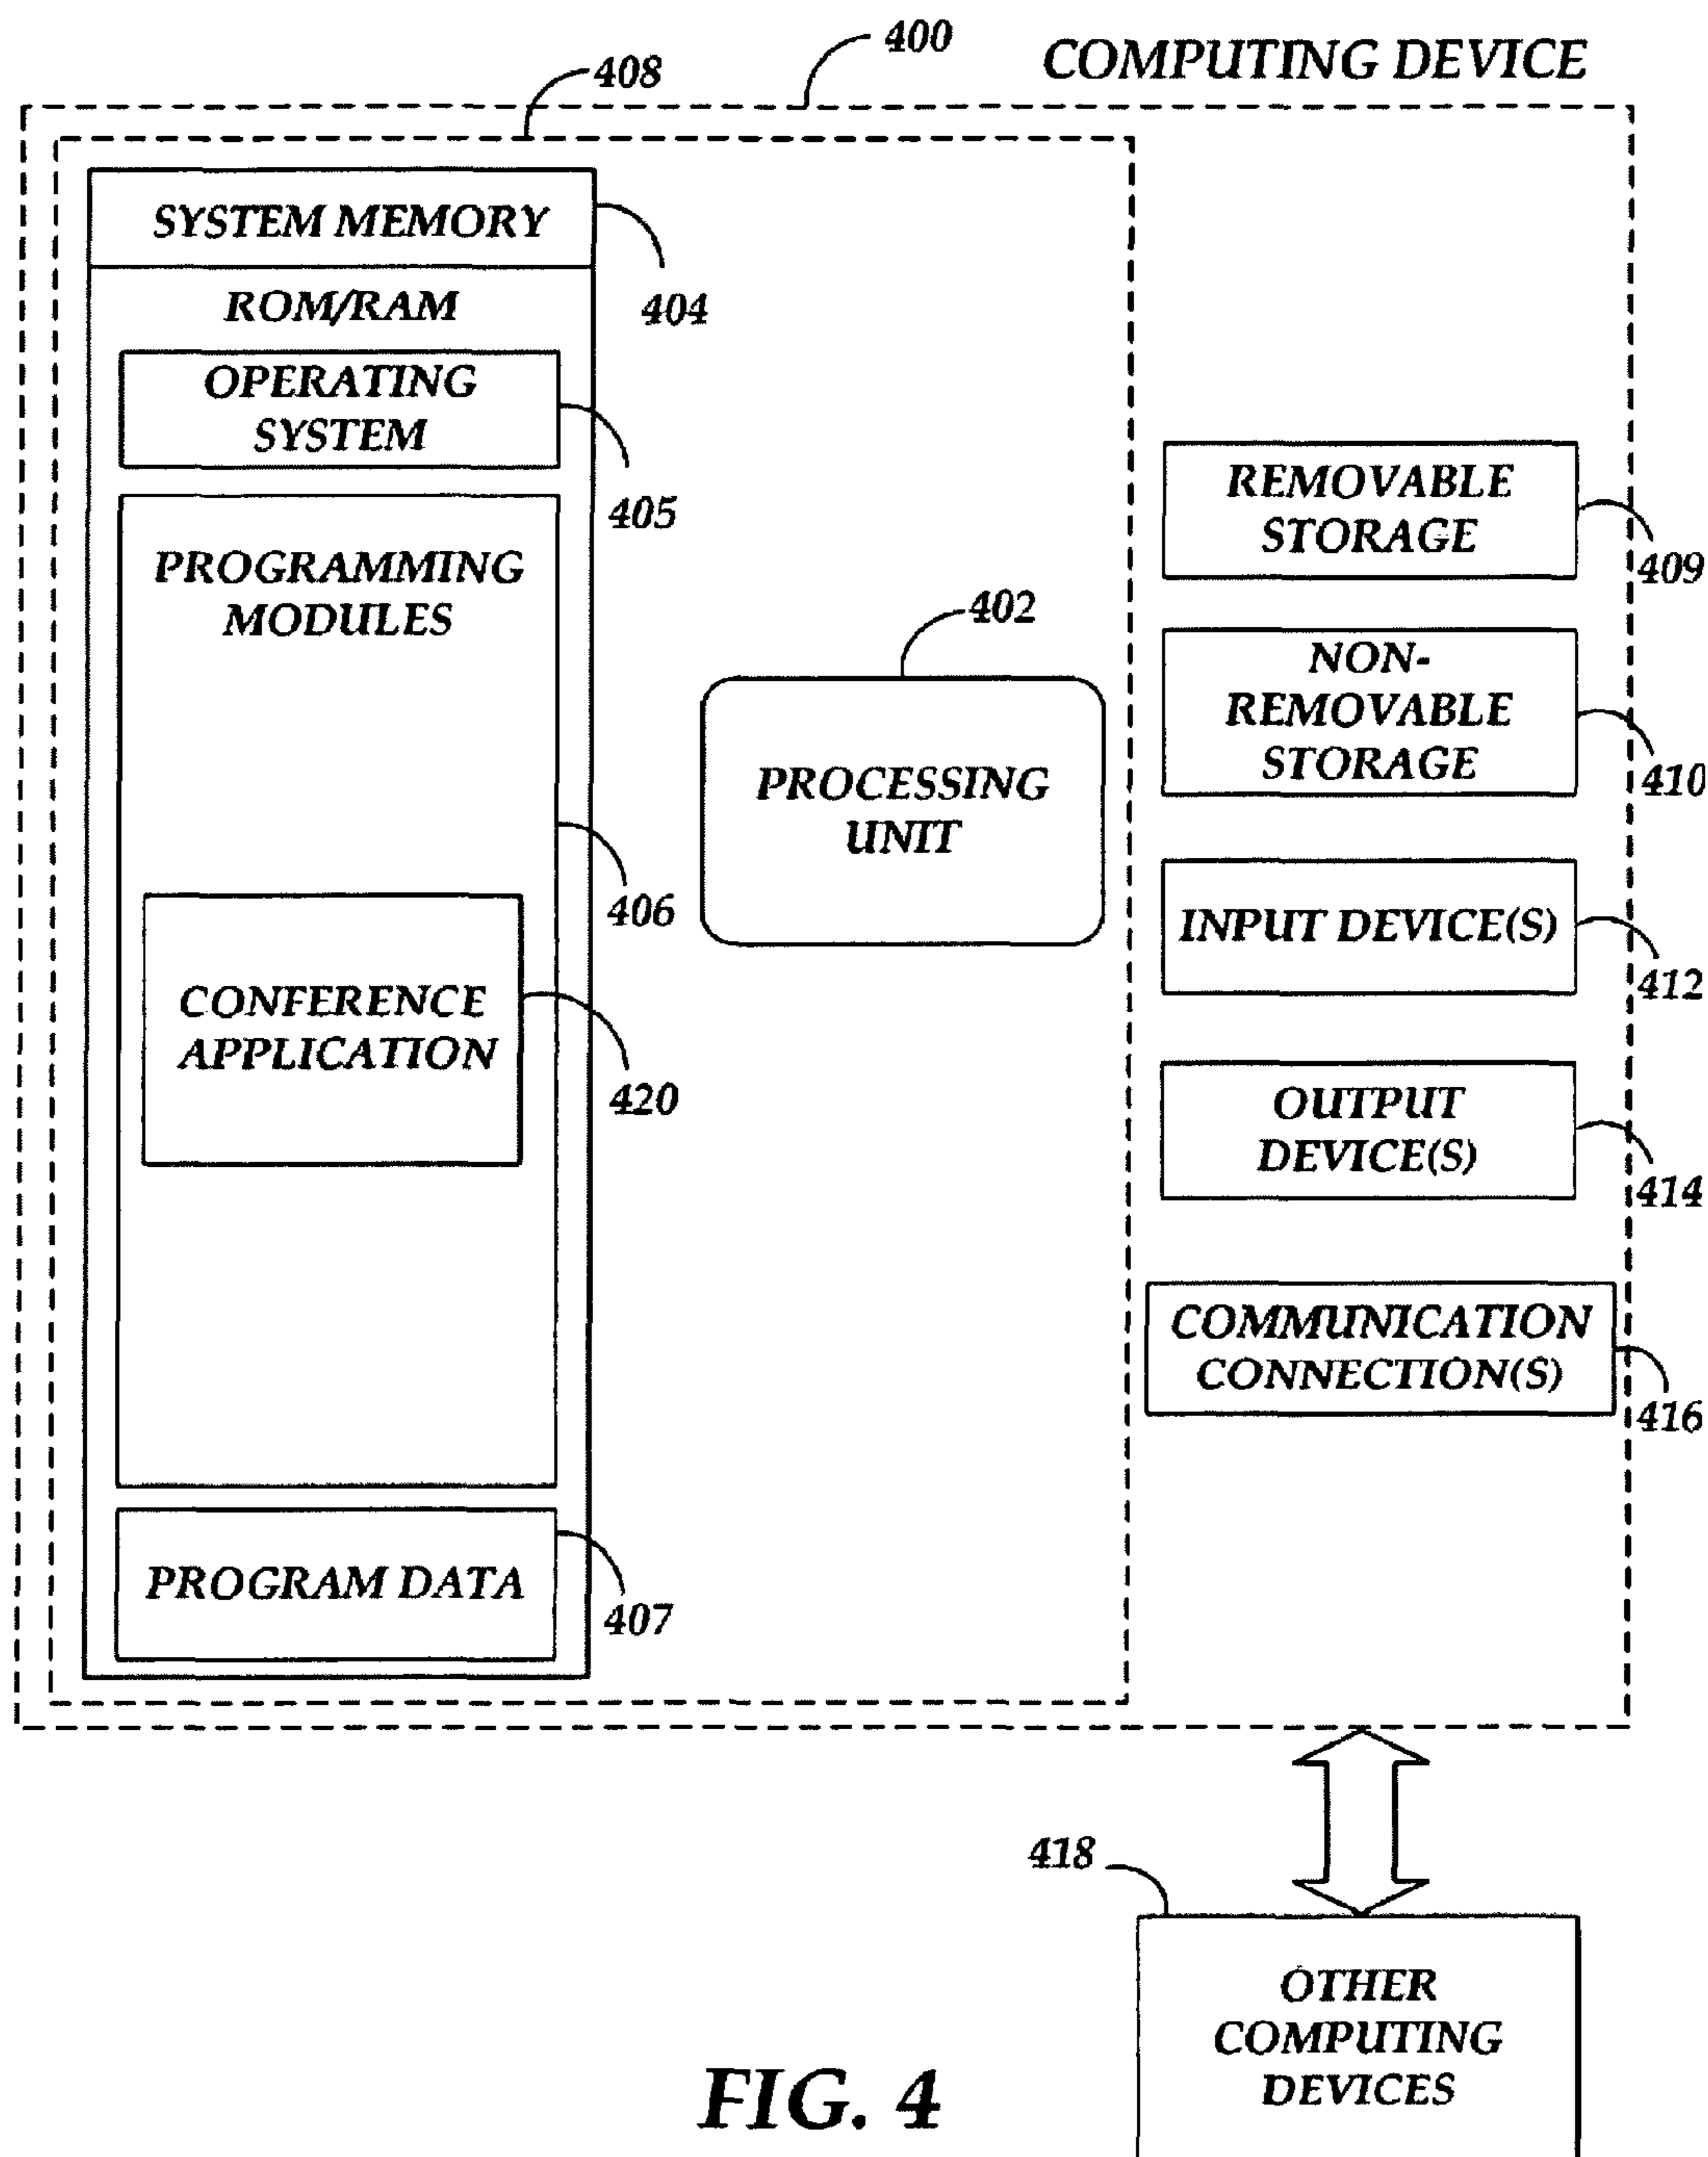 400
COMPUTING DEVICE
408
SYSTEM MEMORY
404
ROM/RAM
OPERATING
SYSTEM
405
PROGRAMMING
MODULES
406
CONFERENCE
APPLICATION
420
PROGRAM DATA
407
402
PROCESSING
UNIT
REMOVABLE
STORAGE
409
NON-
REMOVABLE
STORAGE
410
INPUT DEVICE(S)
412
OUTPUT
DEVICE(S)
414
COMMUNICATION
CONNECTION(S)
416
418
OTHER
COMPUTING
DEVICES
FIG. 4